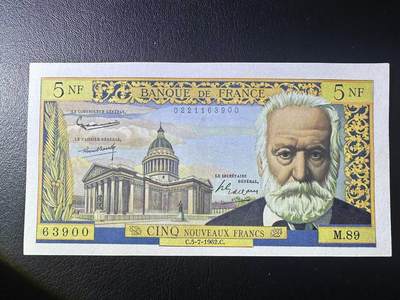 5 NF BANQUE DE FRANCE 5 NF
0221163900
LE CONTROLEUR GÉNÉRAL,
LE CAISSIER GÉNÉRAL,
LE SECRÉTAIRE
GÉNÉRAL,
63900 CINQ NOUVEAUX FRANCS M.89
C.5-7-1962.C.